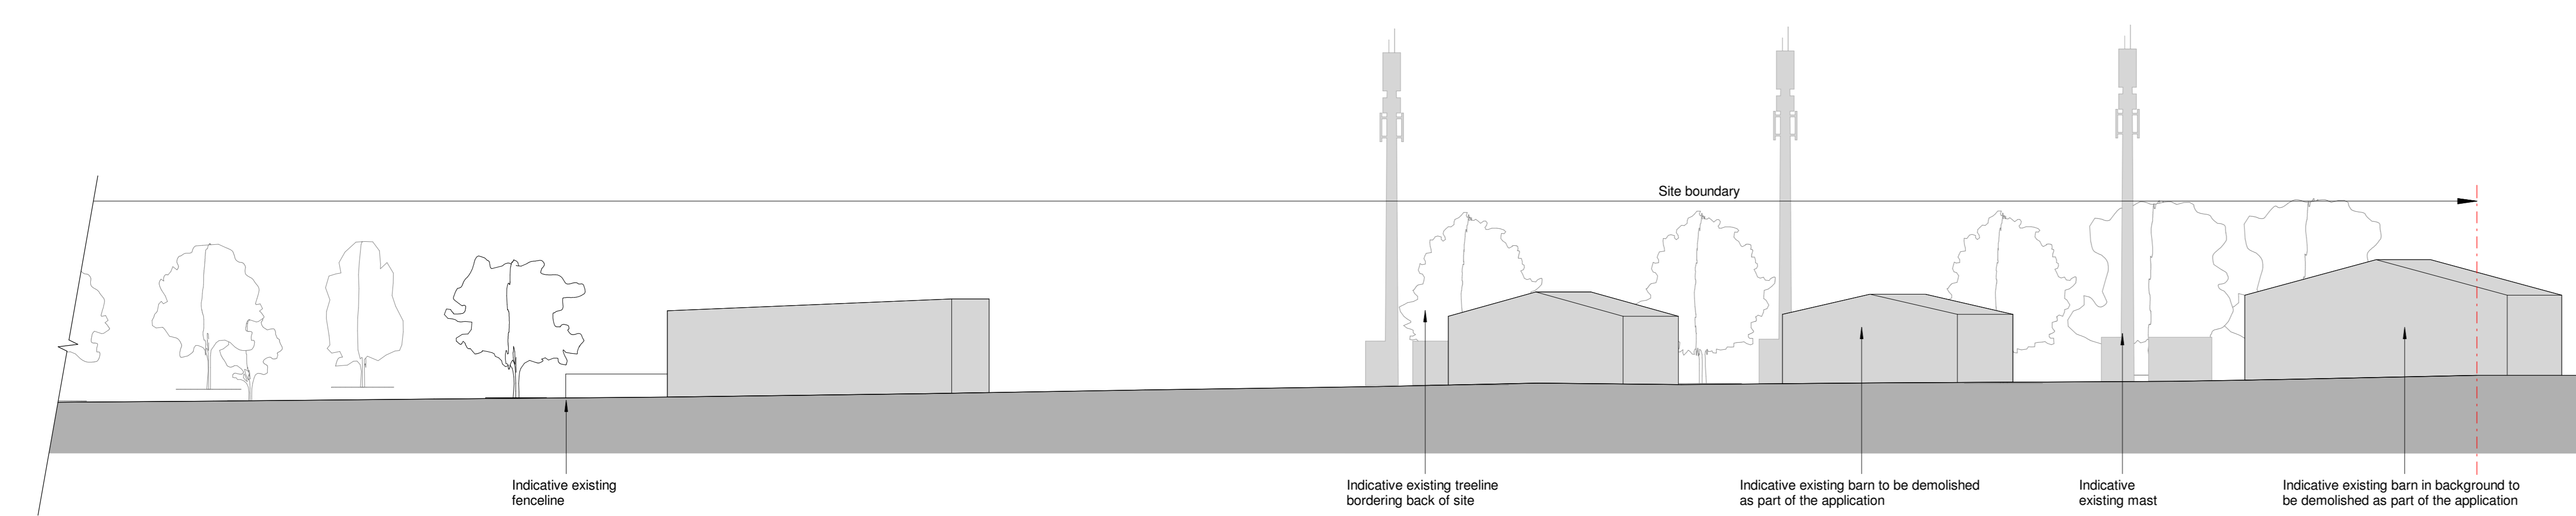 Site boundary
Indicative existing
fenceline
Indicative existing treeline
bordering back of site
Indicative existing barn to be demolished
as part of the application
Indicative
existing mast
Indicative existing barn in background to
be demolished as part of the application